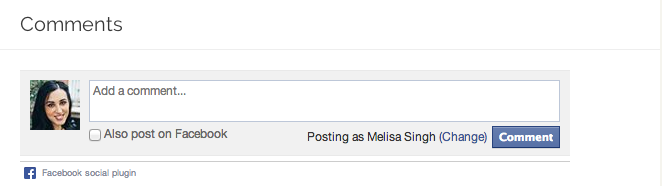 Comments
Add a comment...
Also post on Facebook
Posting as Melisa Singh (Change)
Comment
Facebook social plugin